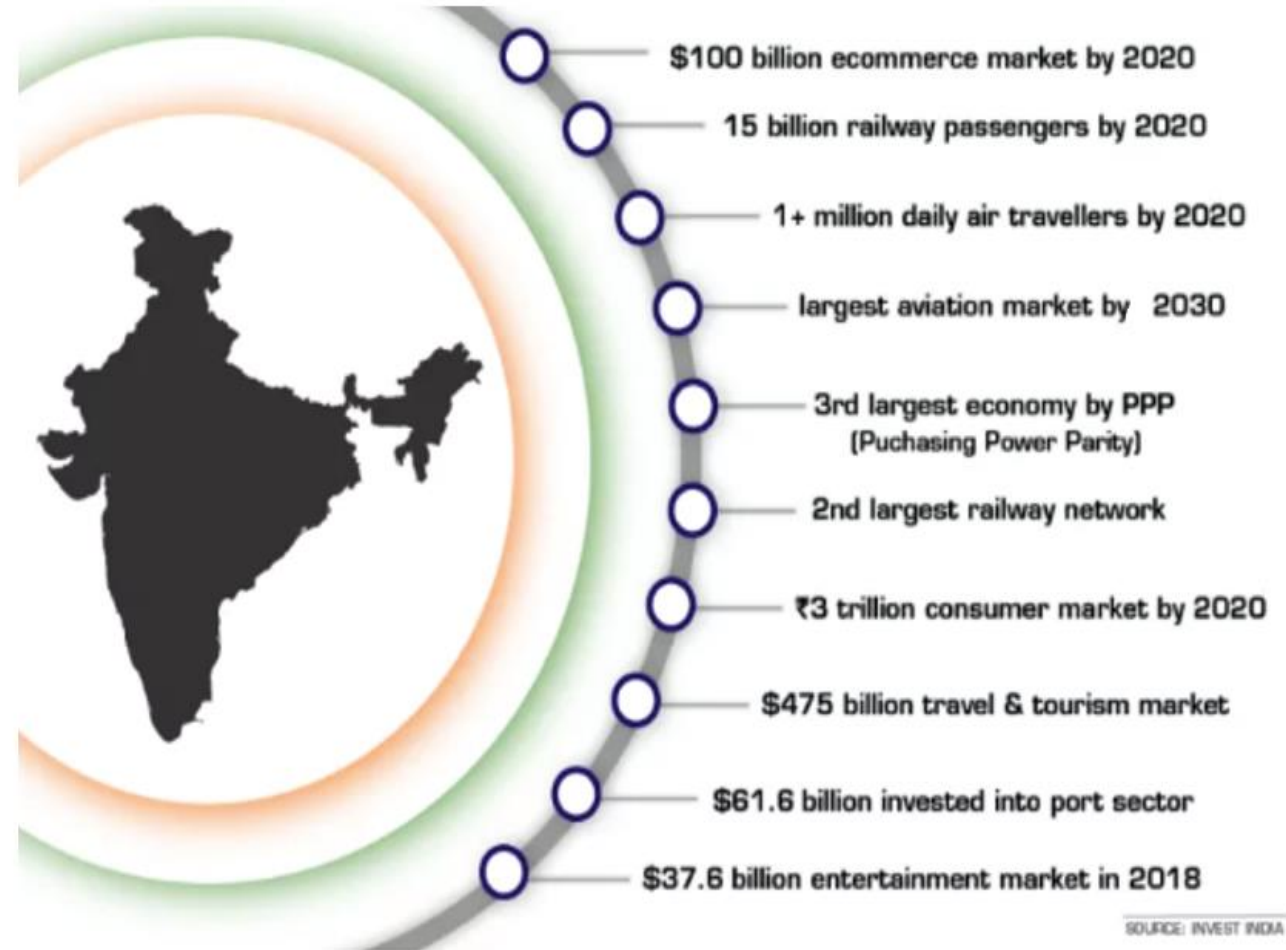 $100 billion ecommerce market by 2020
15 billion railway passengers by 2020
1+ million daily air travellers by 2020
largest aviation market by 2030
3rd largest economy by PPP
(Puchasing Power Parity)
2nd largest railway network
₹3 trillion consumer market by 2020
$475 billion travel & tourism market
$61.6 billion invested into port sector
$37.6 billion entertainment market in 2018
SOURCE: INVEST INDIA